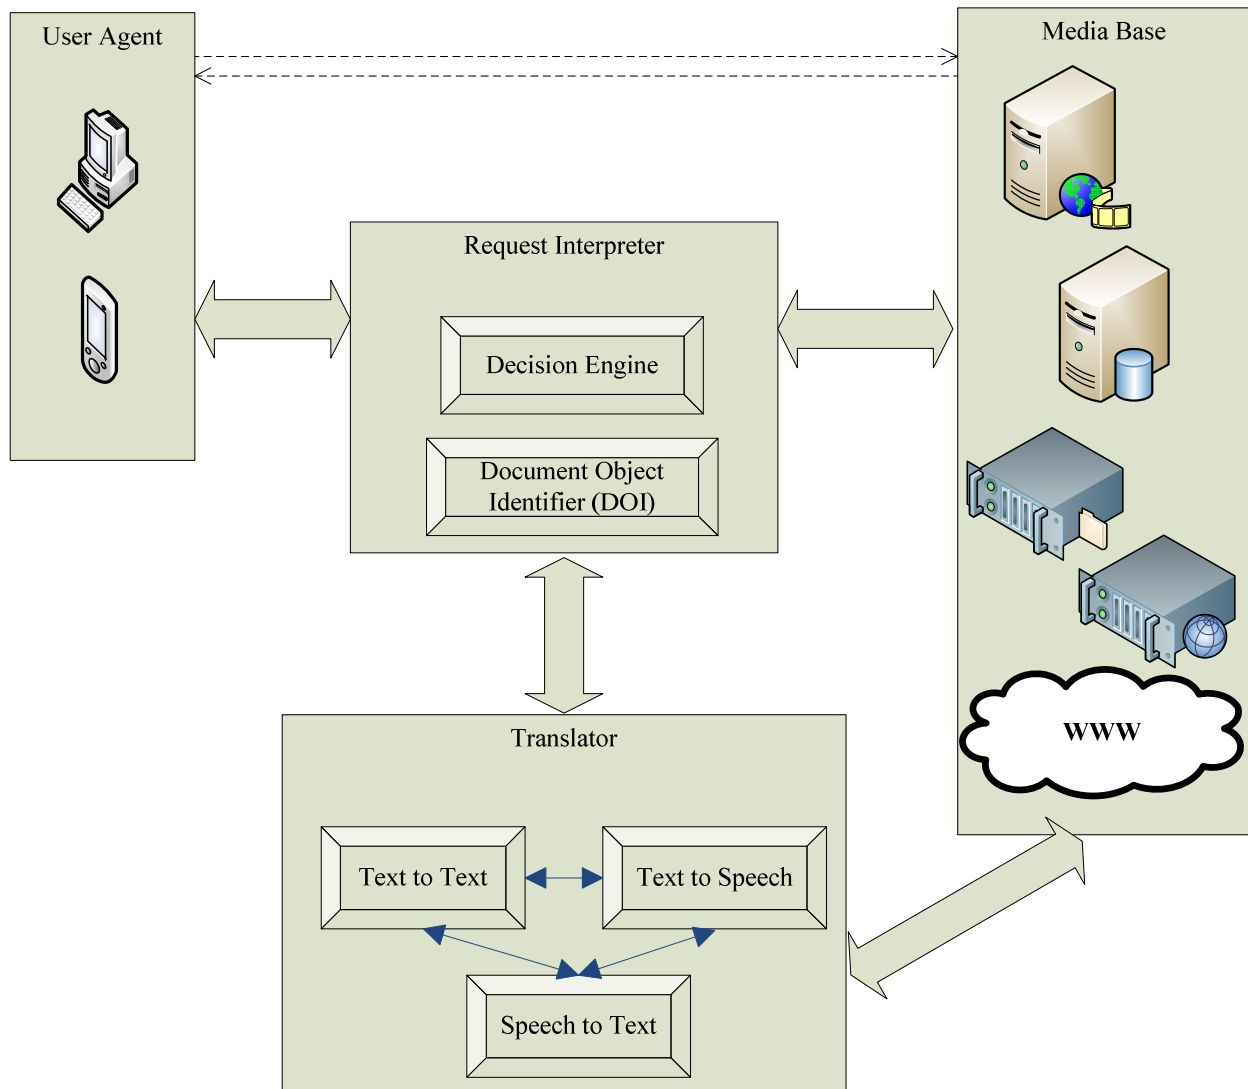 User Agent
Media Base
Request Interpreter
Decision Engine
Document Object
Identifier (DOI)
www
Translator
Text to Text
Text to Speech
Speech to Text